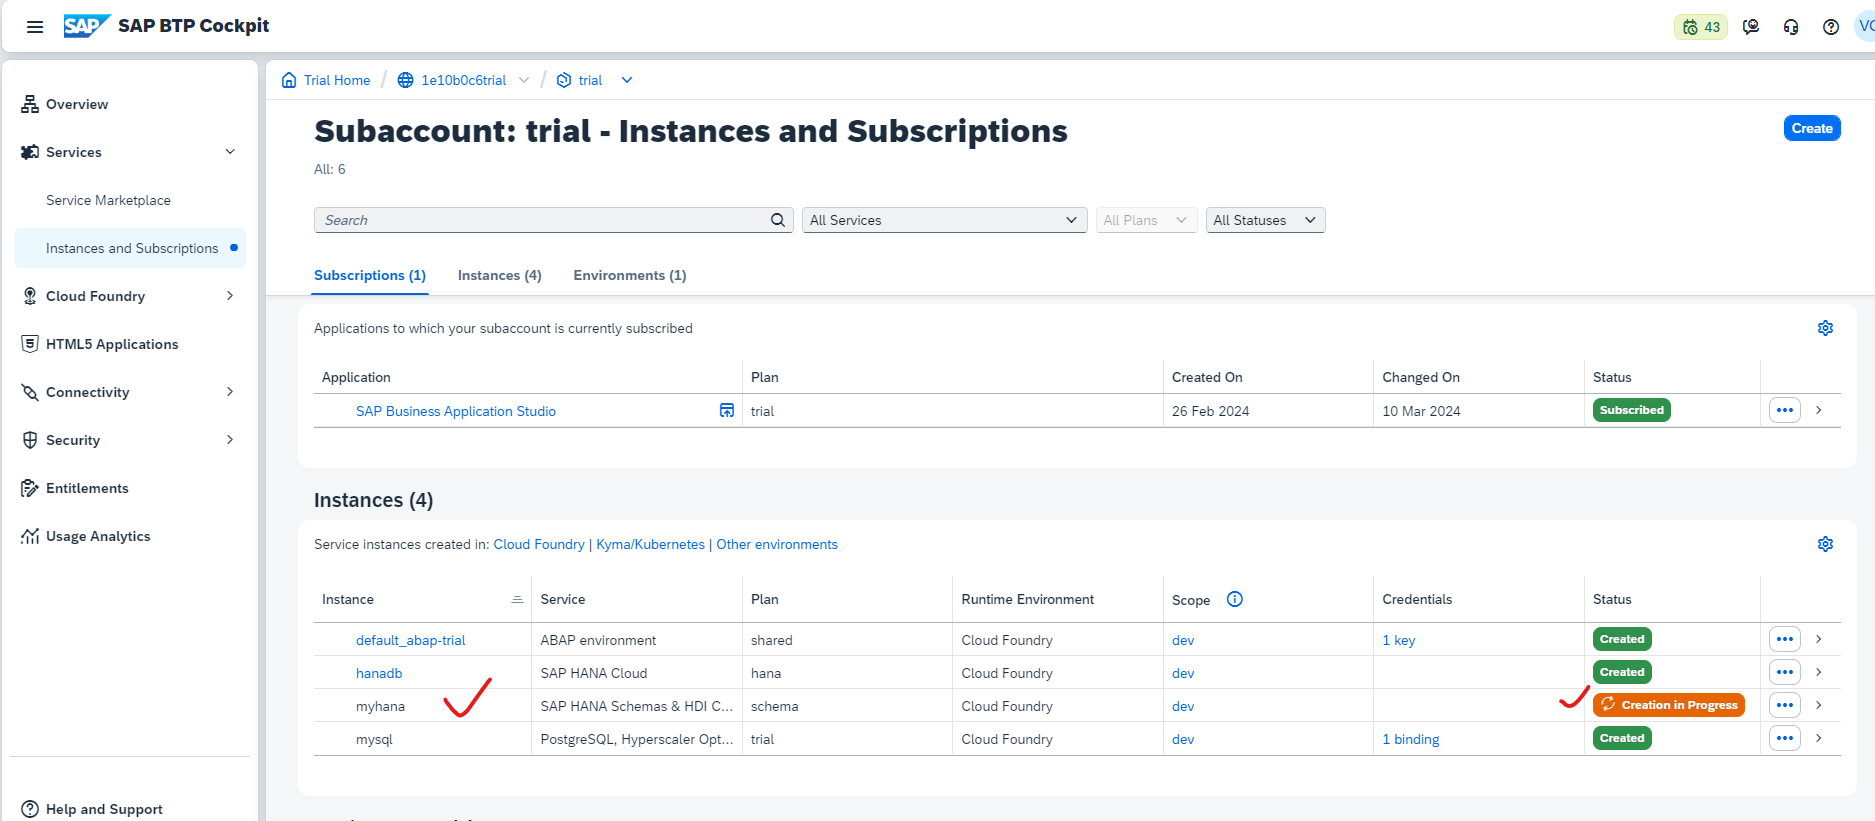 SAP SAP BTP Cockpit 43 VC
Overview
Services
Service Marketplace
Instances and Subscriptions
Cloud Foundry
HTML5 Applications
Connectivity
Security
Entitlements
Usage Analytics
Help and Support
Trial Home / 1e10b0c6trial / trial
Subaccount: trial - Instances and Subscriptions Create
All: 6
Search All Services All Plans All Statuses
Subscriptions (1) Instances (4) Environments (1)
Applications to which your subaccount is currently subscribed
Application Plan Created On Changed On Status
SAP Business Application Studio trial 26 Feb 2024 10 Mar 2024 Subscribed
Instances (4)
Service instances created in: Cloud Foundry | Kyma/Kubernetes | Other environments
Instance Service Plan Runtime Environment Scope Credentials Status
default_abap-trial ABAP environment shared Cloud Foundry dev 1 key Created
hanadb SAP HANA Cloud hana Cloud Foundry dev Created
myhana SAP HANA Schemas & HDI C... schema Cloud Foundry dev Creation in Progress
mysql PostgreSQL, Hyperscaler Opt... trial Cloud Foundry dev 1 binding Created